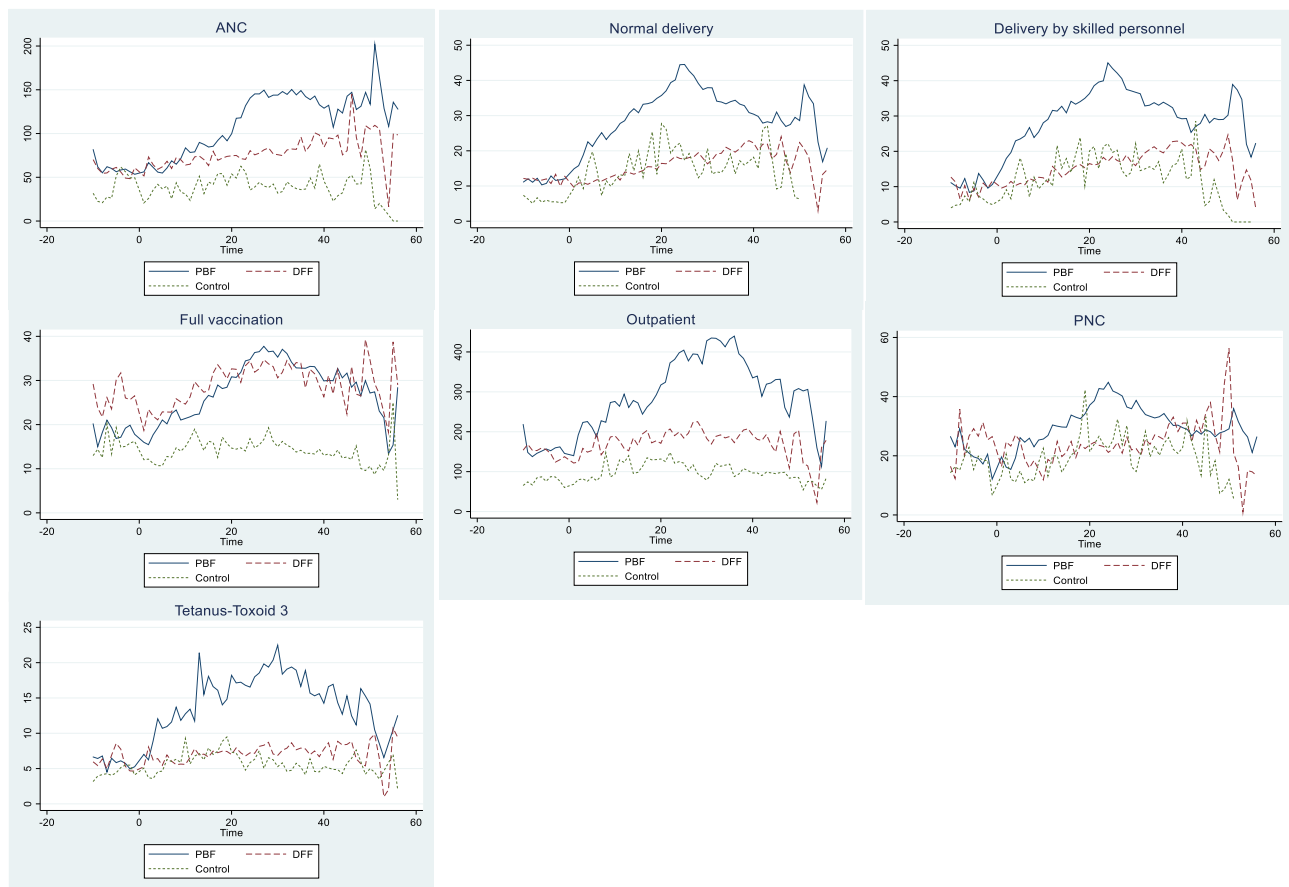 ANC
200
150
100
50
0
-20 0 20 40 60
Time
PBF DFF
Control
Normal delivery
50
40
30
20
10
0
-20 0 20 40 60
Time
PBF DFF
Control
Delivery by skilled personnel
50
40
30
20
10
0
-20 0 20 40 60
Time
PBF DFF
Control
Full vaccination
40
30
20
10
0
-20 0 20 40 60
Time
PBF DFF
Control
Outpatient
400
300
200
100
0
-20 0 20 40 60
Time
PBF DFF
Control
PNC
60
40
20
0
-20 0 20 40 60
Time
PBF DFF
Control
Tetanus-Toxoid 3
25
20
15
10
5
0
-20 0 20 40 60
Time
PBF DFF
Control